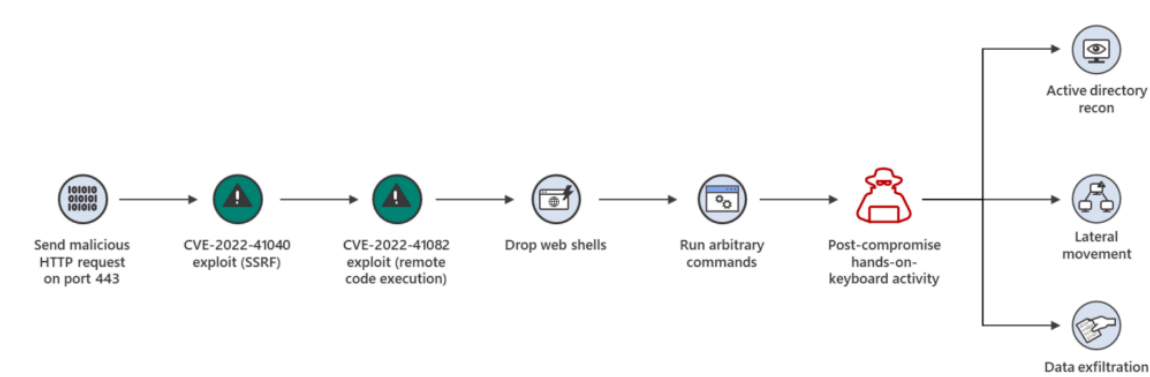 Send malicious
HTTP request
on port 443
CVE-2022-41040
exploit (SSRF)
CVE-2022-41082
exploit (remote
code execution)
Drop web shells
Run arbitrary
commands
Post-compromise
hands-on-
keyboard activity
Active directory
recon
Lateral
movement
Data exfiltration